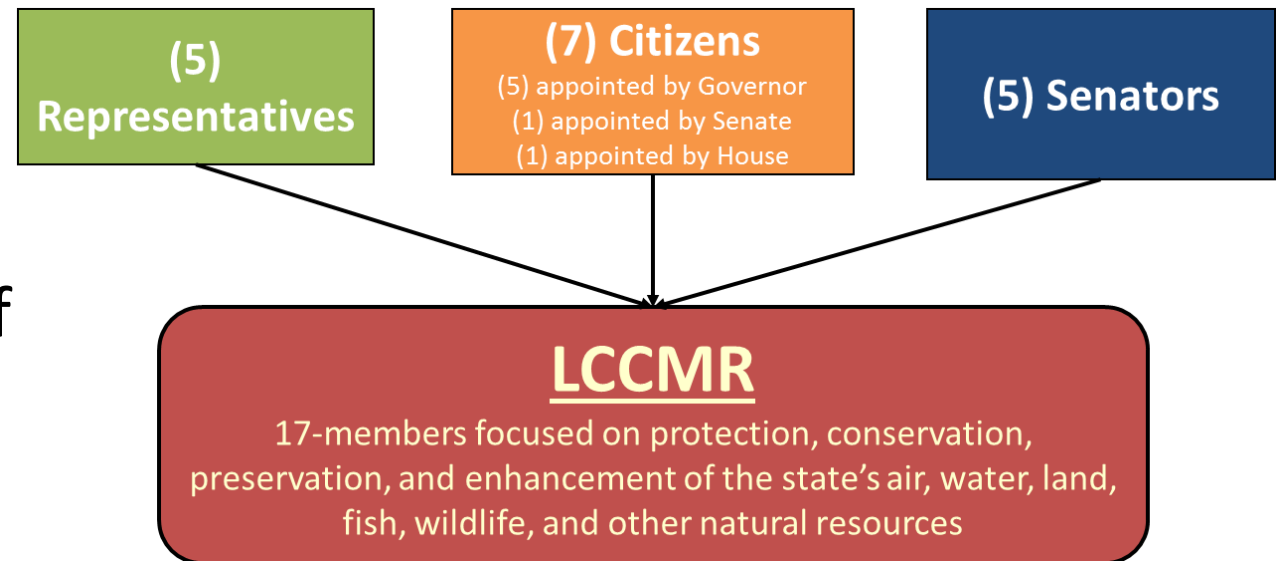 (5)
Representatives
(7) Citizens
(5) appointed by Governor
(1) appointed by Senate
(1) appointed by House
(5) Senators
f
LCCMR
17-members focused on protection, conservation,
preservation, and enhancement of the state’s air, water, land,
fish, wildlife, and other natural resources